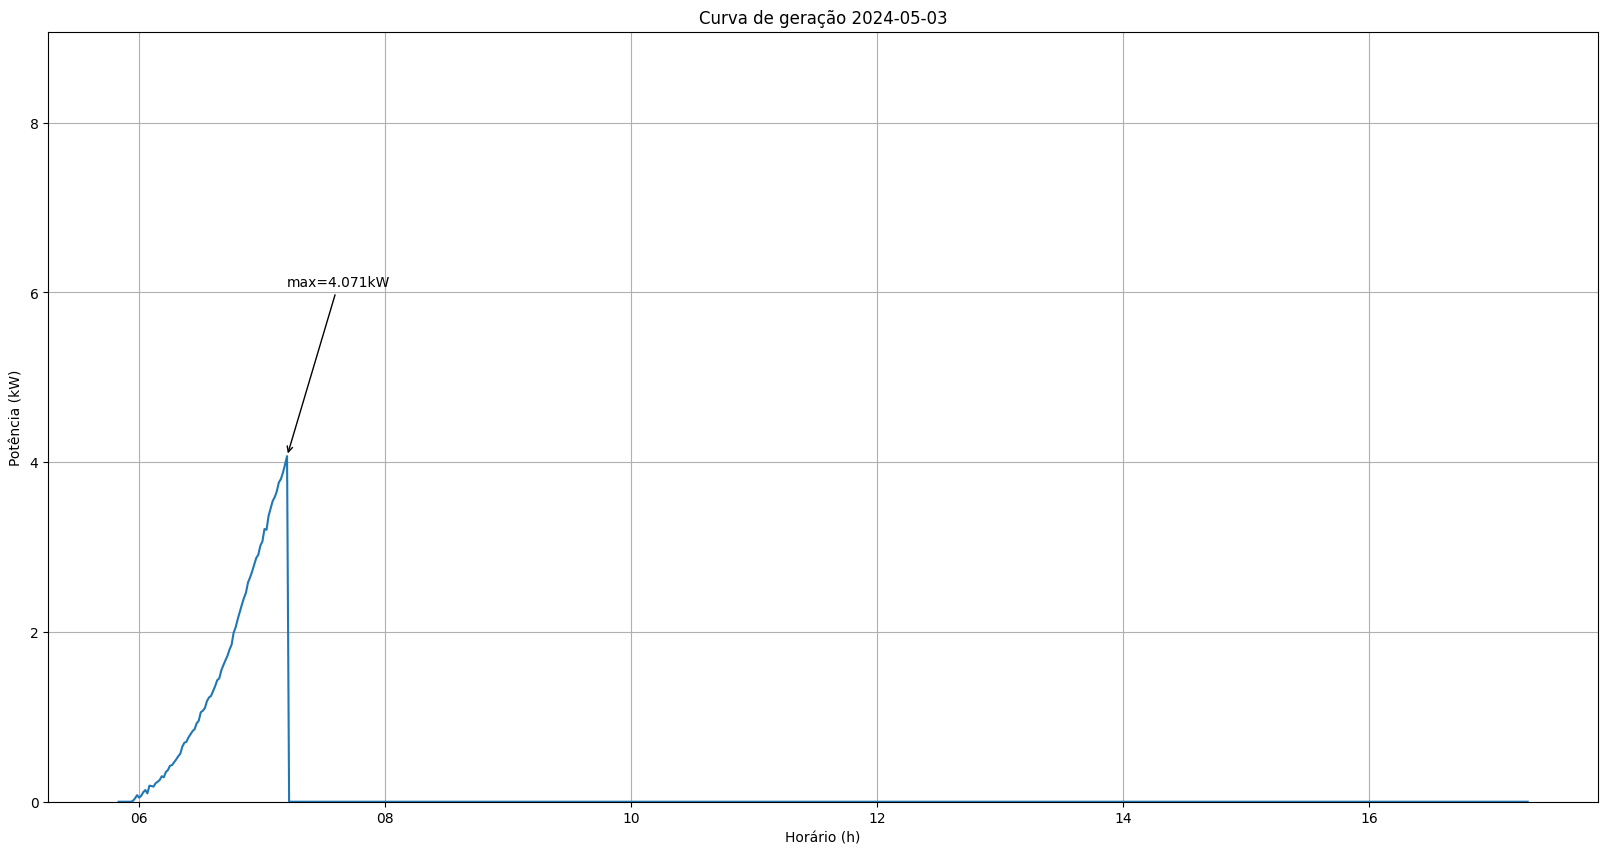 Curva de geração 2024-05-03
8
max=4.071kW
6
Potência (kW)
4
2
0
06 08 10 12 14 16
Horário (h)